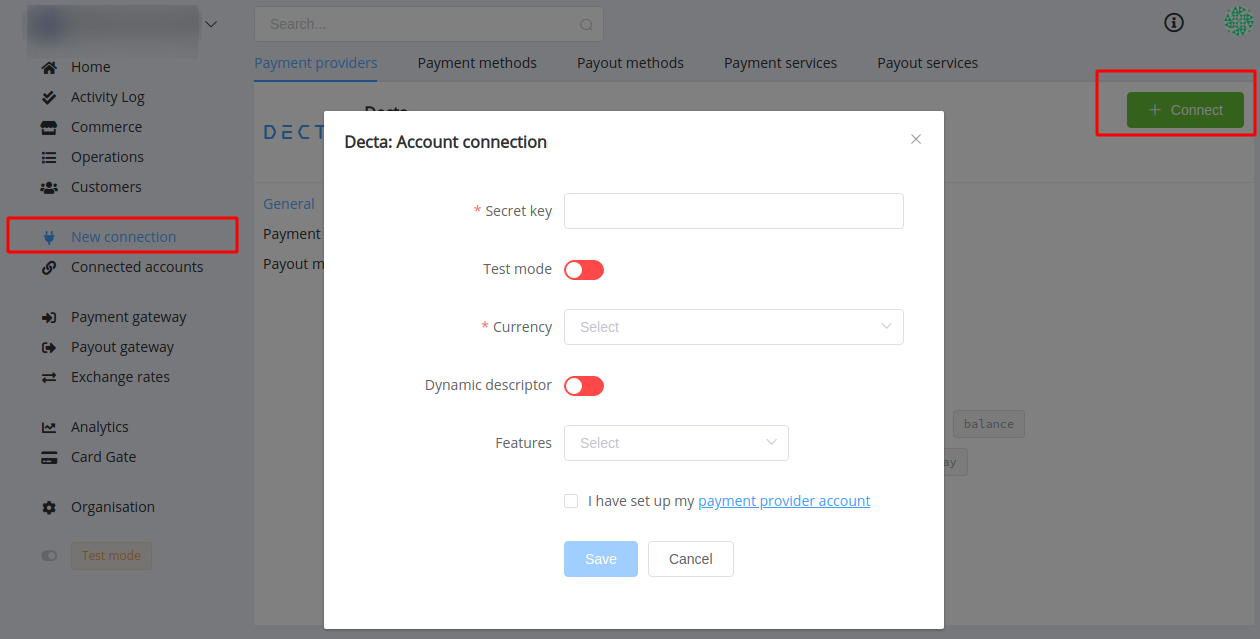 Search...
Home
Activity Log
Commerce
Operations
Customers
New connection
Connected accounts
Payment gateway
Payout gateway
Exchange rates
Analytics
Card Gate
Organisation
Test mode
Payment providers
Payment methods
Payout methods
Payment services
Payout services
DECT
Decta
+ Connect
General
Payment
Payout m
Decta: Account connection
* Secret key
Test mode
* Currency
Select
Dynamic descriptor
Features
Select
I have set up my payment provider account
Save
Cancel
balance
ay